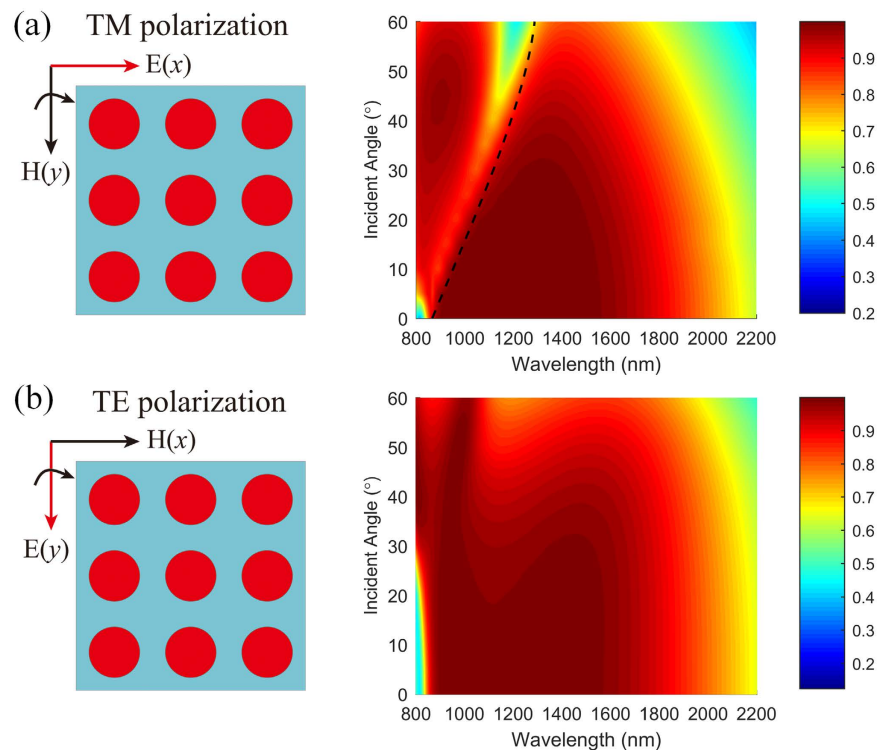 (a) TM polarization
E(x)
H(y)
60
50
40
30
20
10
0
Incident Angle (°)
800 1000 1200 1400 1600 1800 2000 2200
Wavelength (nm)
0.9
0.8
0.7
0.6
0.5
0.4
0.3
0.2
(b) TE polarization
H(x)
E(y)
60
50
40
30
20
10
0
Incident Angle (°)
800 1000 1200 1400 1600 1800 2000 2200
Wavelength (nm)
0.9
0.8
0.7
0.6
0.5
0.4
0.3
0.2